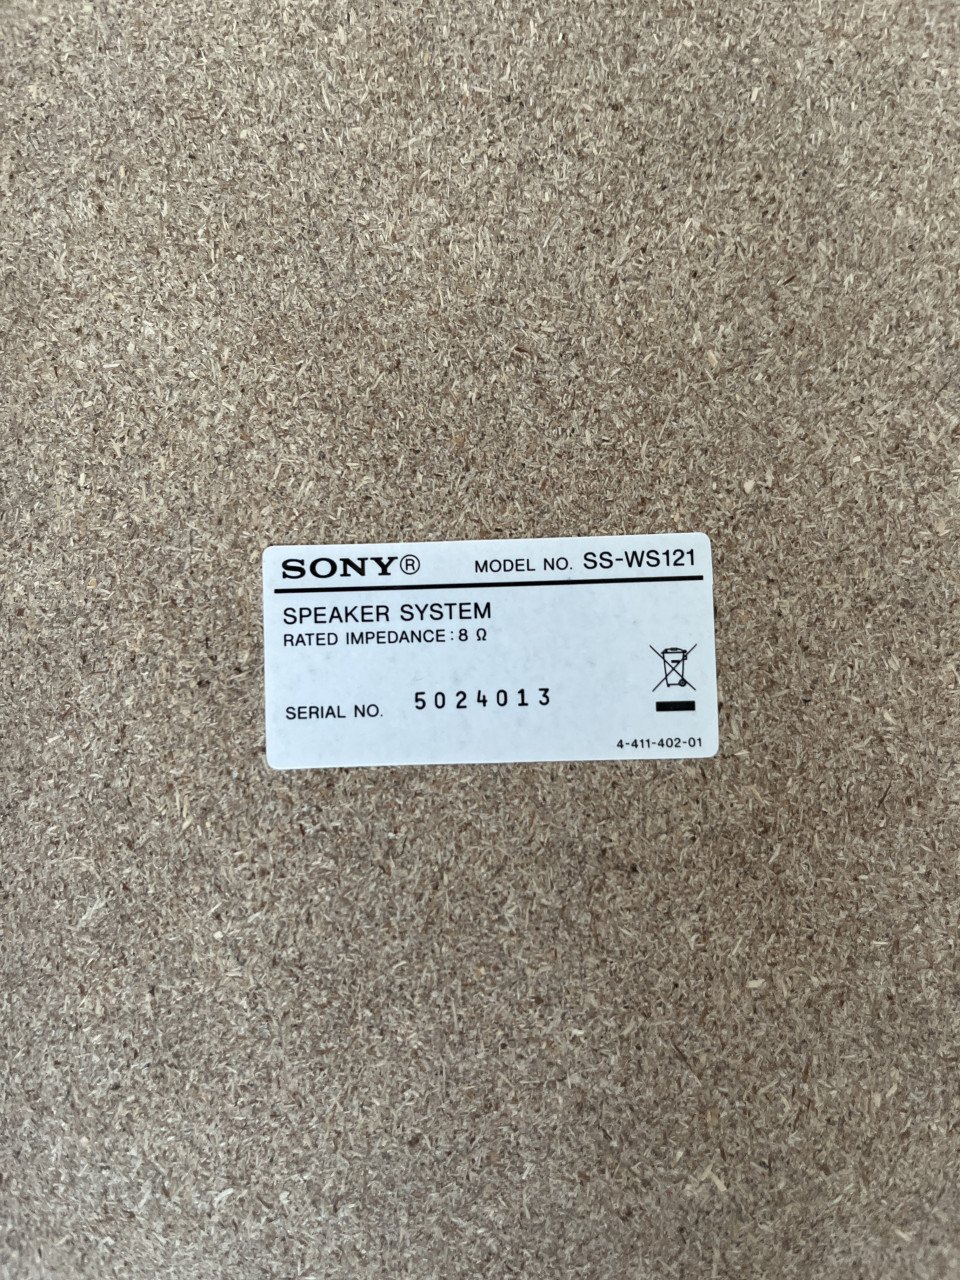 SONY® MODEL NO. SS-WS121
SPEAKER SYSTEM
RATED IMPEDANCE : 8 Ω
SERIAL NO. 5024013
4-411-402-01